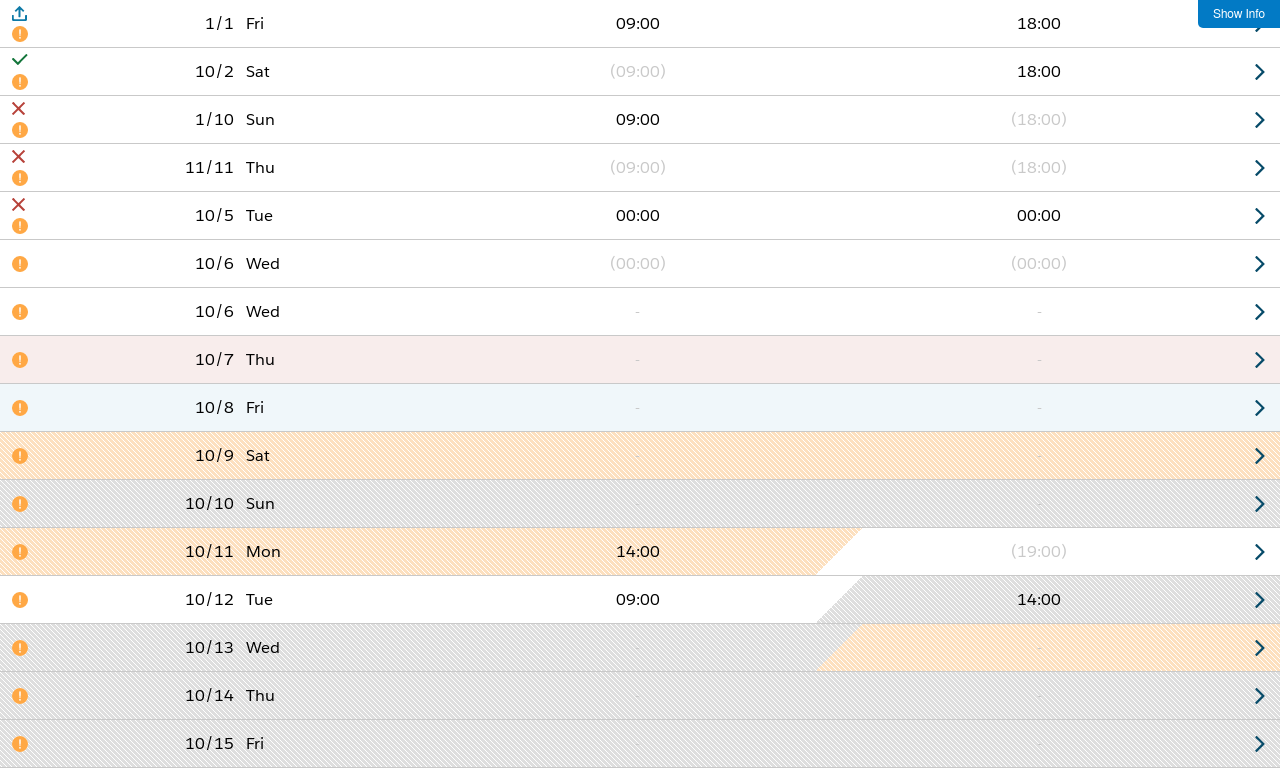 1/1 Fri 09:00 18:00 Show Info
10/2 Sat (09:00) 18:00
1/10 Sun 09:00 (18:00)
11/11 Thu (09:00) (18:00)
10/5 Tue 00:00 00:00
10/6 Wed (00:00) (00:00)
10/6 Wed - -
10/7 Thu - -
10/8 Fri - -
10/9 Sat - -
10/10 Sun - -
10/11 Mon 14:00 (19:00)
10/12 Tue 09:00 14:00
10/13 Wed - -
10/14 Thu - -
10/15 Fri - -